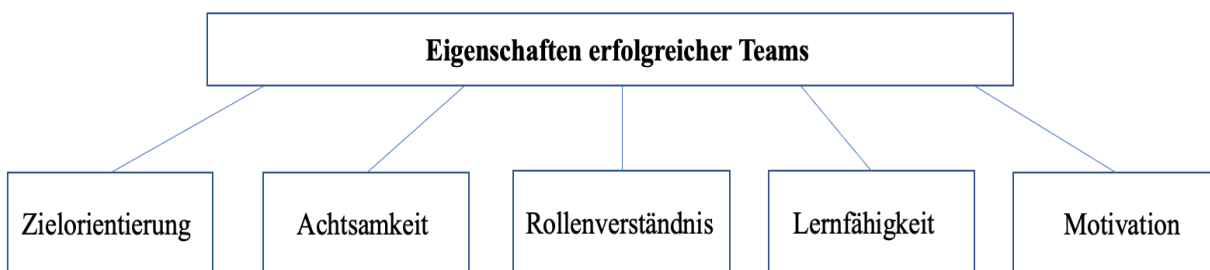 Eigenschaften erfolgreicher Teams
Zielorientierung
Achtsamkeit
Rollenverständnis
Lernfähigkeit
Motivation